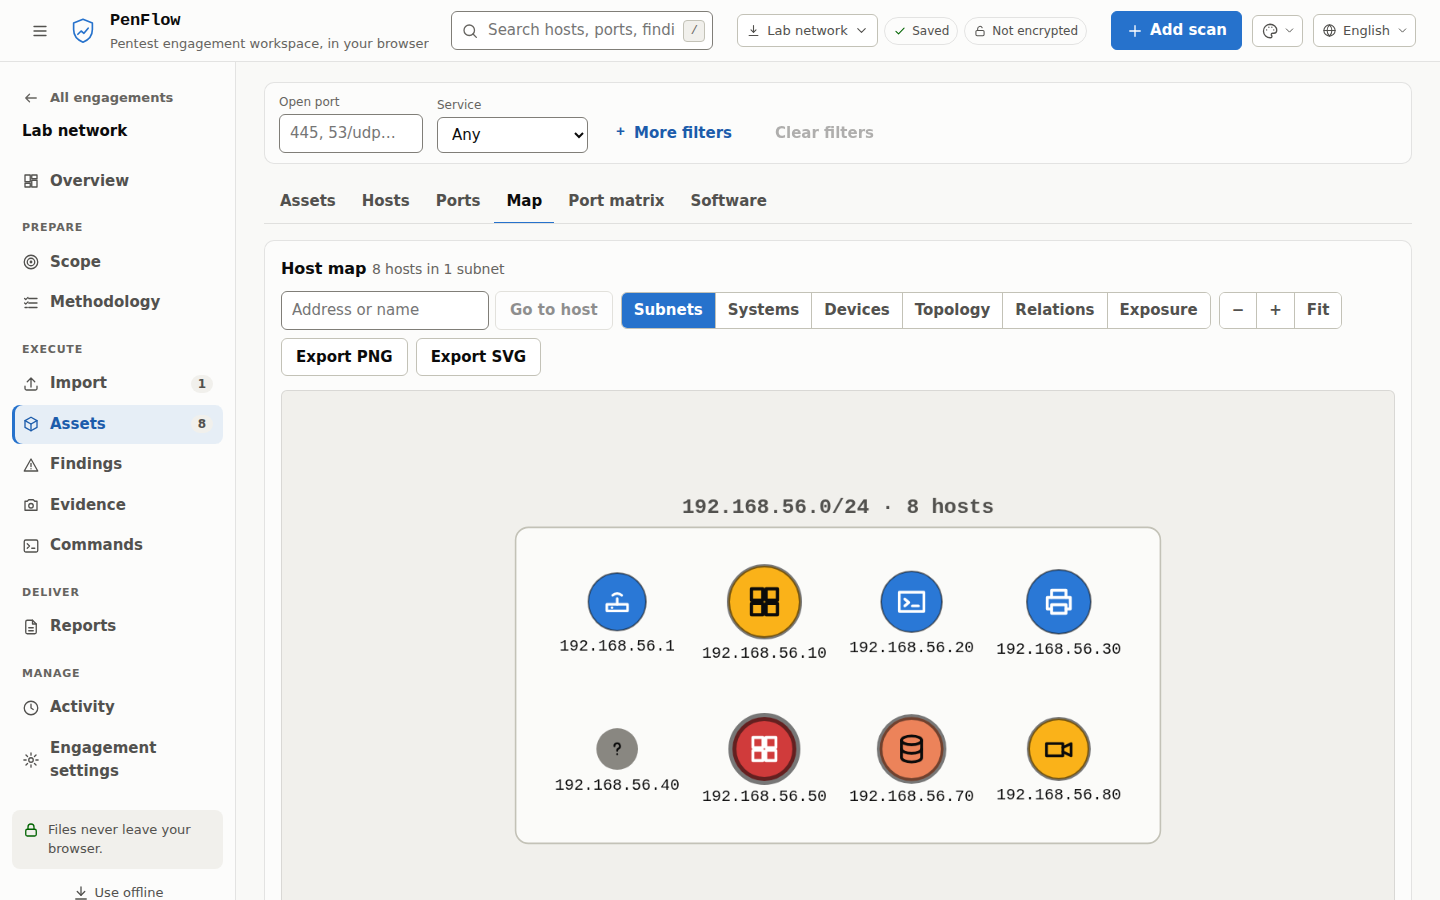 PenFlow
Pentest engagement workspace, in your browser
Search hosts, ports, findi
/
Lab network
Saved
Not encrypted
Add scan
English
All engagements
Lab network
Overview
PREPARE
Scope
Methodology
EXECUTE
Import 1
Assets 8
Findings
Evidence
Commands
DELIVER
Reports
MANAGE
Activity
Engagement
settings
Files never leave your
browser.
Use offline
Open port
445, 53/udp...
Service
Any
+ More filters
Clear filters
Assets Hosts Ports Map Port matrix Software
Host map 8 hosts in 1 subnet
Address or name
Go to host
Subnets Systems Devices Topology Relations Exposure
− + Fit
Export PNG Export SVG
192.168.56.0/24 · 8 hosts
192.168.56.1 192.168.56.10 192.168.56.20 192.168.56.30
?
192.168.56.40 192.168.56.50 192.168.56.70 192.168.56.80